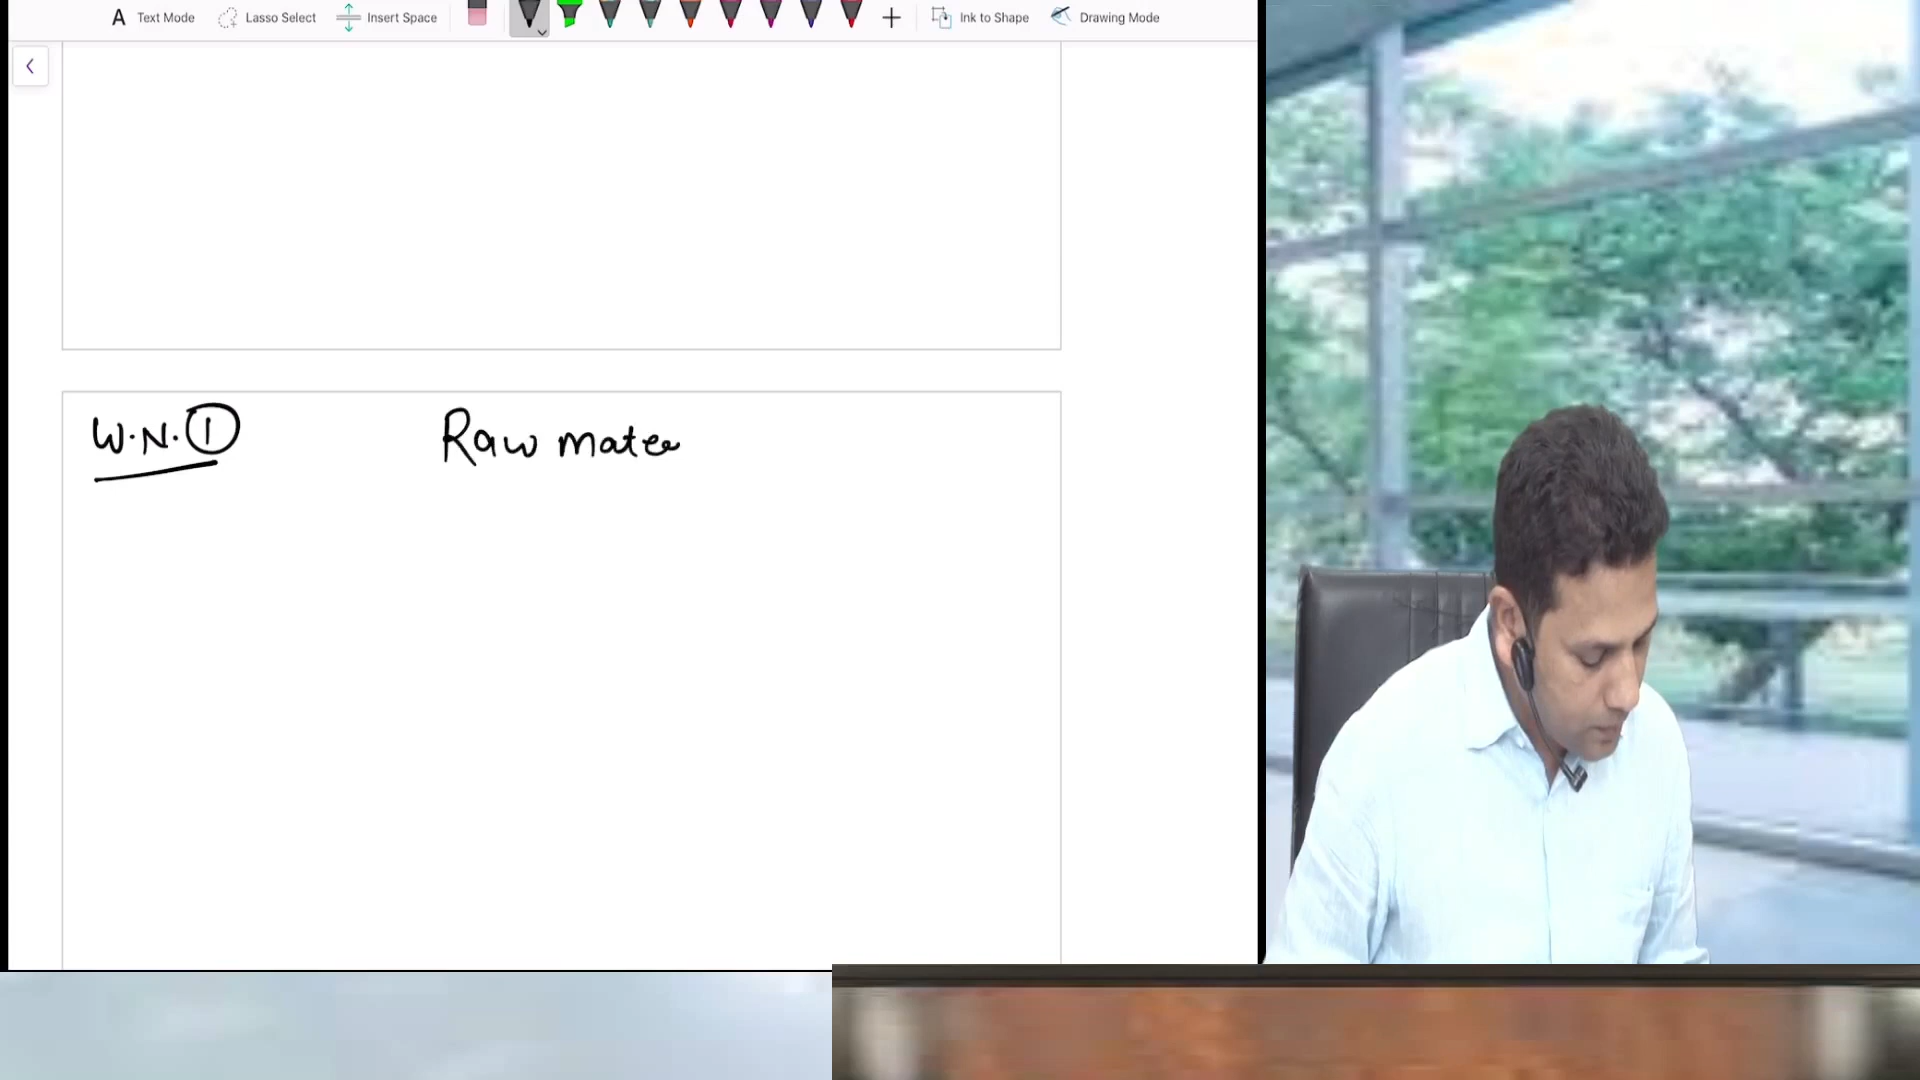 A Text Mode Lasso Select Insert Space Ink to Shape Drawing Mode
W.N. 1 Raw mate